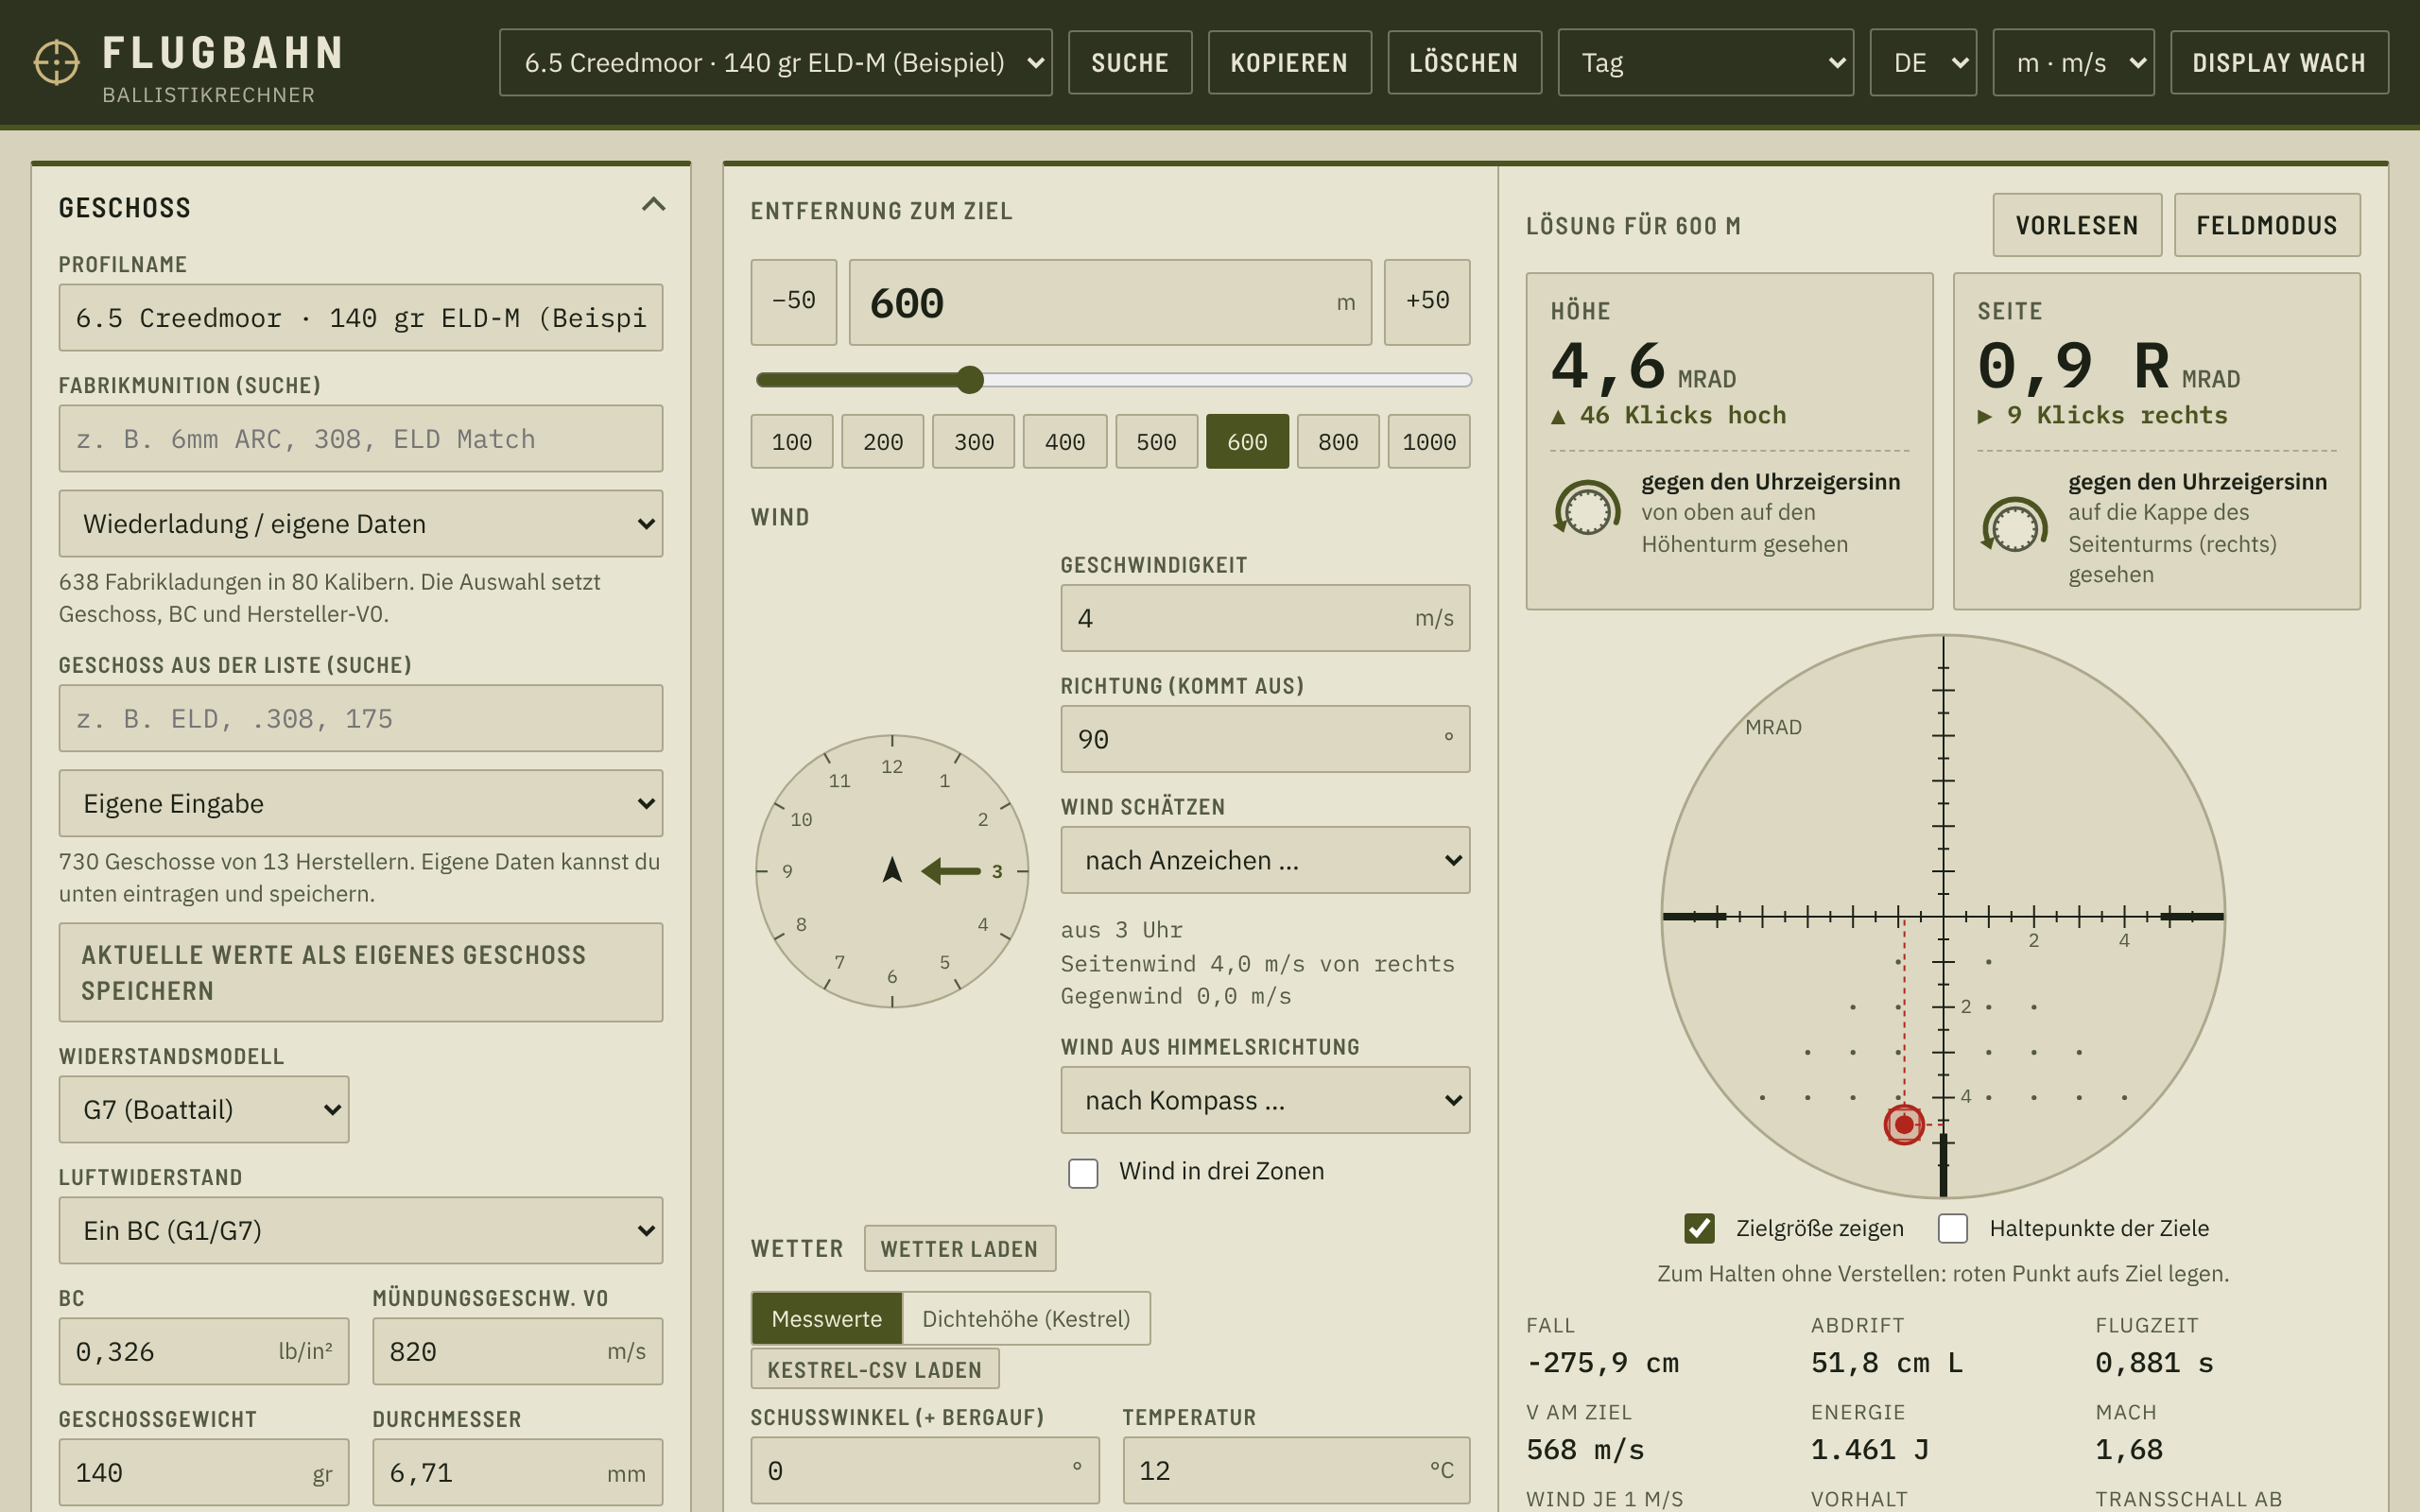 FLUGBAHN
BALLISTIKRECHNER
6.5 Creedmoor · 140 gr ELD-M (Beispiel)
SUCHE
KOPIEREN
LÖSCHEN
Tag
DE
m · m/s
DISPLAY WACH
GESCHOSS
PROFILNAME
6.5 Creedmoor · 140 gr ELD-M (Beispi
FABRIKMUNITION (SUCHE)
z. B. 6mm ARC, 308, ELD Match
Wiederladung / eigene Daten
638 Fabrikladungen in 80 Kalibern. Die Auswahl setzt
Geschoss, BC und Hersteller-V0.
GESCHOSS AUS DER LISTE (SUCHE)
z. B. ELD, .308, 175
Eigene Eingabe
730 Geschosse von 13 Herstellern. Eigene Daten kannst du
unten eintragen und speichern.
AKTUELLE WERTE ALS EIGENES GESCHOSS
SPEICHERN
WIDERSTANDSMODELL
G7 (Boattail)
LUFTWIDERSTAND
Ein BC (G1/G7)
BC
MÜNDUNGSGESCHW. V0
0,326 lb/in²
820 m/s
GESCHOSSGEWICHT
DURCHMESSER
140 gr
6,71 mm
ENTFERNUNG ZUM ZIEL
−50
600 m
+50
100
200
300
400
500
600
800
1000
WIND
12
1
2
3
4
5
6
7
8
9
10
11
GESCHWINDIGKEIT
4 m/s
RICHTUNG (KOMMT AUS)
90 °
WIND SCHÄTZEN
nach Anzeichen ...
aus 3 Uhr
Seitenwind 4,0 m/s von rechts
Gegenwind 0,0 m/s
WIND AUS HIMMELSRICHTUNG
nach Kompass ...
Wind in drei Zonen
WETTER
WETTER LADEN
Messwerte
Dichtehöhe (Kestrel)
KESTREL-CSV LADEN
SCHUSSWINKEL (+ BERGAUF)
TEMPERATUR
0 °
12 °C
LÖSUNG FÜR 600 M
VORLESEN
FELDMODUS
HÖHE
4,6 MRAD
▲ 46 Klicks hoch
gegen den Uhrzeigersinn
von oben auf den
Höhenturm gesehen
SEITE
0,9 R MRAD
▶ 9 Klicks rechts
gegen den Uhrzeigersinn
auf die Kappe des
Seitenturms (rechts)
gesehen
MRAD
2
4
2
4
Zielgröße zeigen
Haltepunkte der Ziele
Zum Halten ohne Verstellen: roten Punkt aufs Ziel legen.
FALL
ABDRIFT
FLUGZEIT
-275,9 cm
51,8 cm L
0,881 s
V AM ZIEL
ENERGIE
MACH
568 m/s
1.461 J
1,68
WIND JE 1 M/S
VORHALT
TRANSSCHALL AB